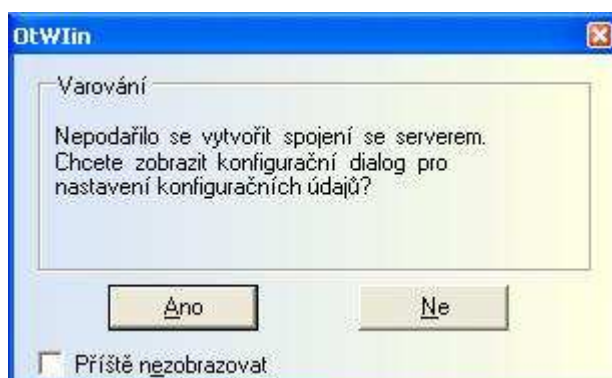 OtWIin
Varování
Nepodařilo se vytvořit spojení se serverem.
Chcete zobrazit konfigurační dialog pro
nastavení konfiguračních údajů?
Ano
Ne
Příště nezobrazovat